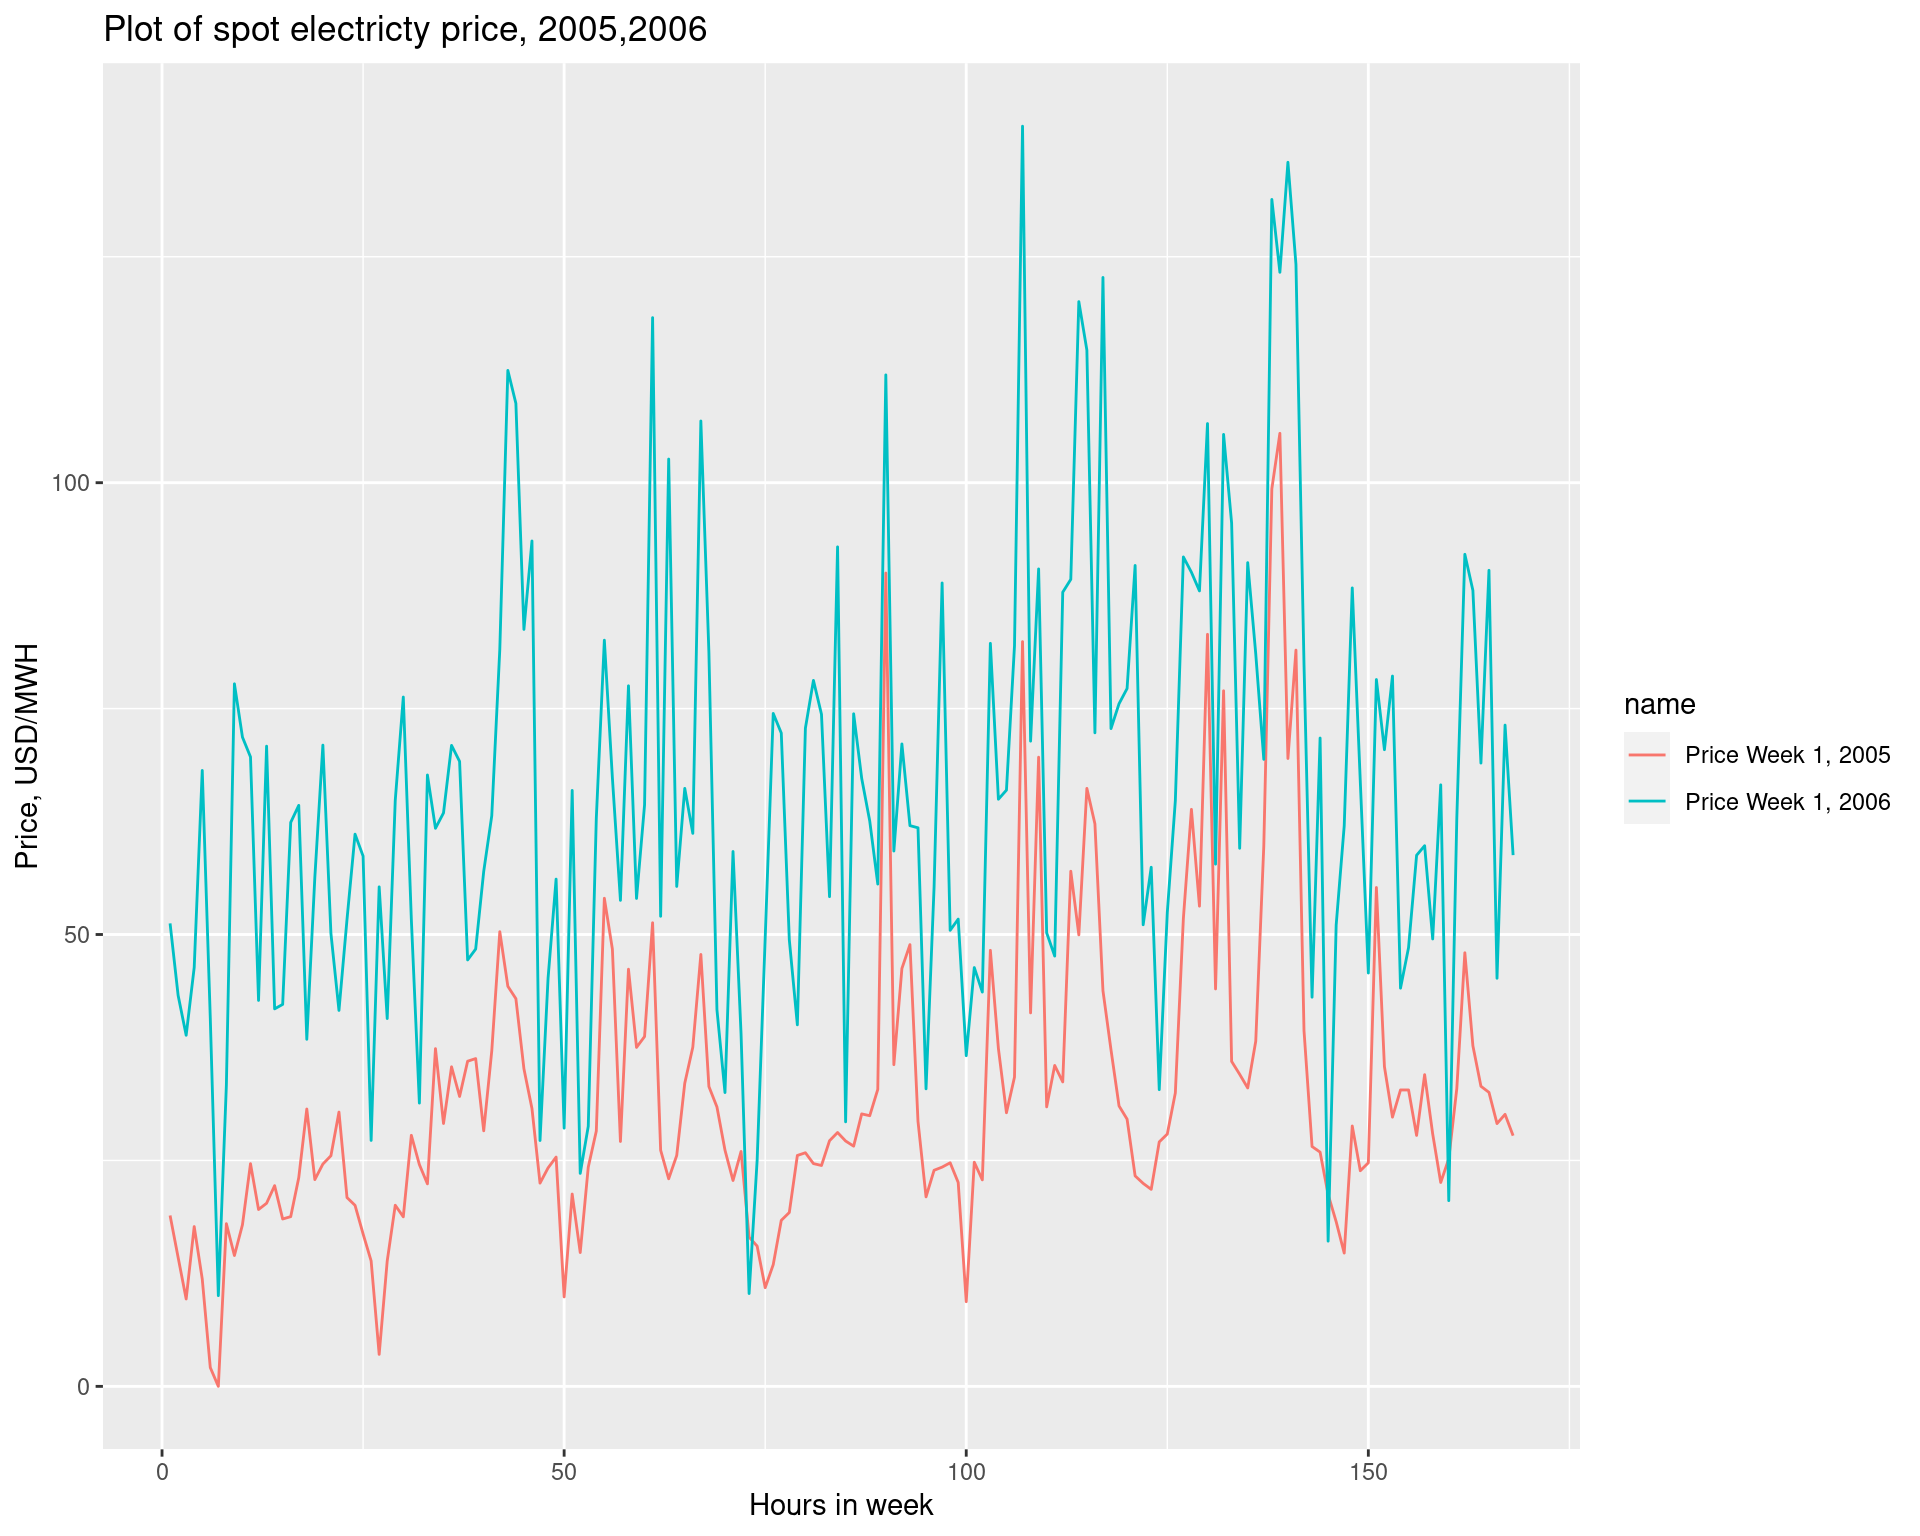 Plot of spot electricty price, 2005,2006
Price, USD/MWH
100
50
0
0
50
100
150
Hours in week
name
Price Week 1, 2005
Price Week 1, 2006